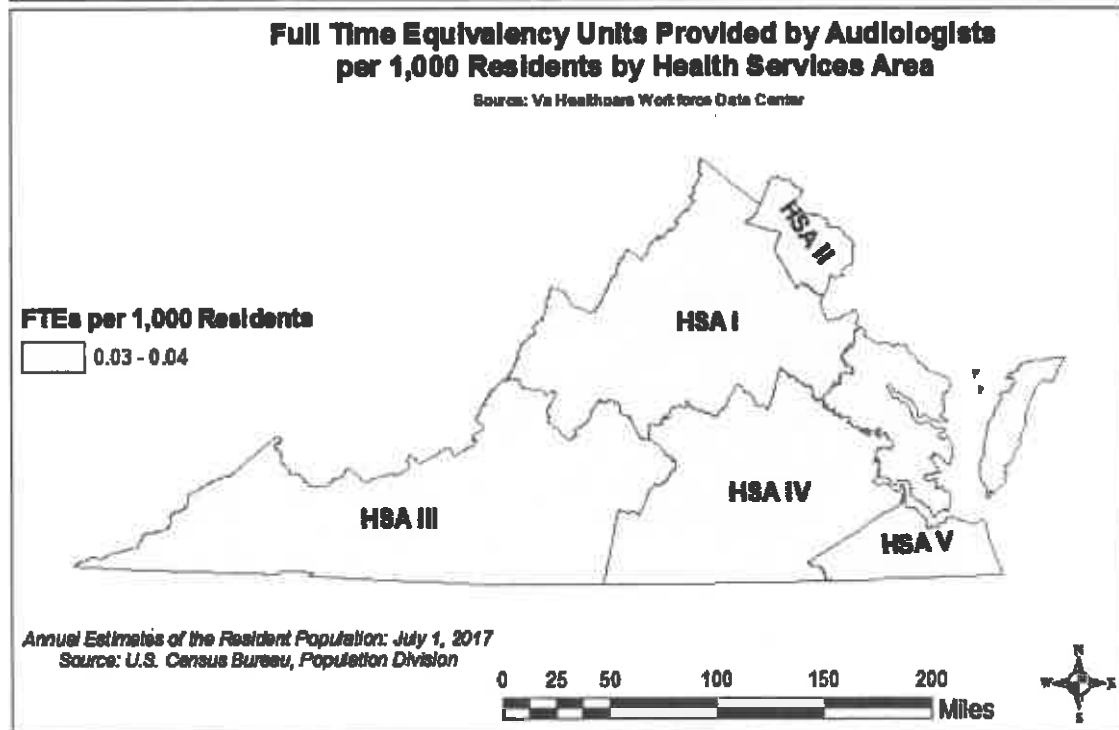 Full Time Equivalency Units Provided by Audiologists
per 1,000 Residents by Health Services Area
Source: Va Healthcare Workforce Data Center
HSA II
HSA I
FTEs per 1,000 Residents
0.03 - 0.04
HSA IV
HSA III
HSA V
Annual Estimates of the Resident Population: July 1, 2017
Source: U.S. Census Bureau, Population Division
0 25 50 100 150 200
Miles
N
W E
S